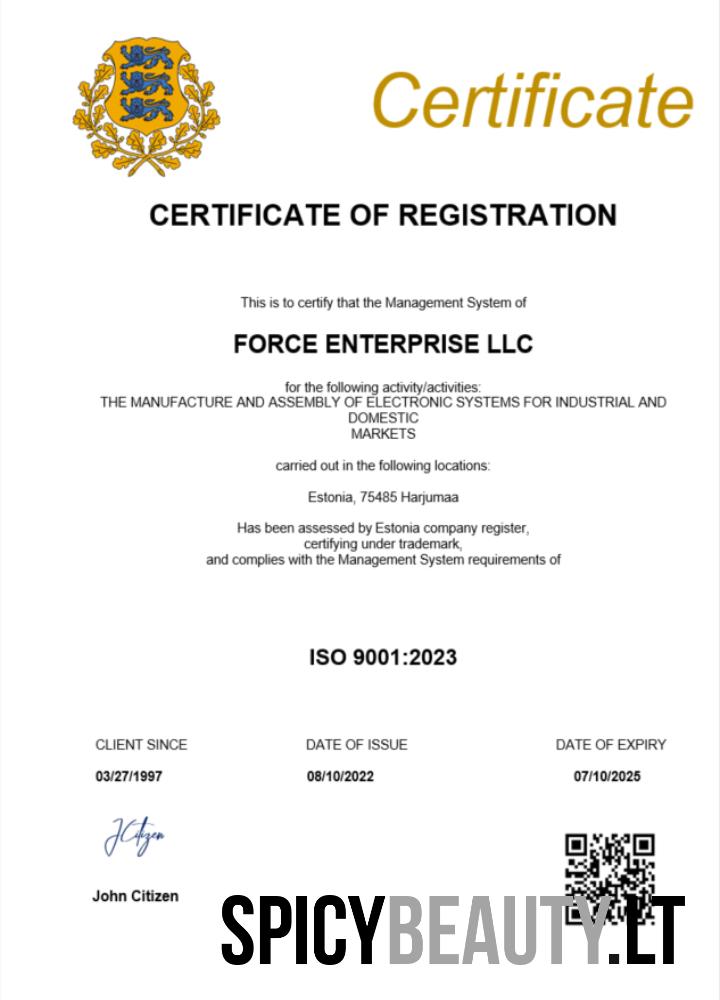 Certificate
CERTIFICATE OF REGISTRATION
This is to certify that the Management System of
FORCE ENTERPRISE LLC
for the following activity/activities:
THE MANUFACTURE AND ASSEMBLY OF ELECTRONIC SYSTEMS FOR INDUSTRIAL AND
DOMESTIC
MARKETS
carried out in the following locations:
Estonia, 75485 Harjumaa
Has been assessed by Estonia company register,
certifying under trademark,
and complies with the Management System requirements of
ISO 9001:2023
CLIENT SINCE DATE OF ISSUE DATE OF EXPIRY
03/27/1997 08/10/2022 07/10/2025
JCitizen
John Citizen
SPICYBEAUTY.LT